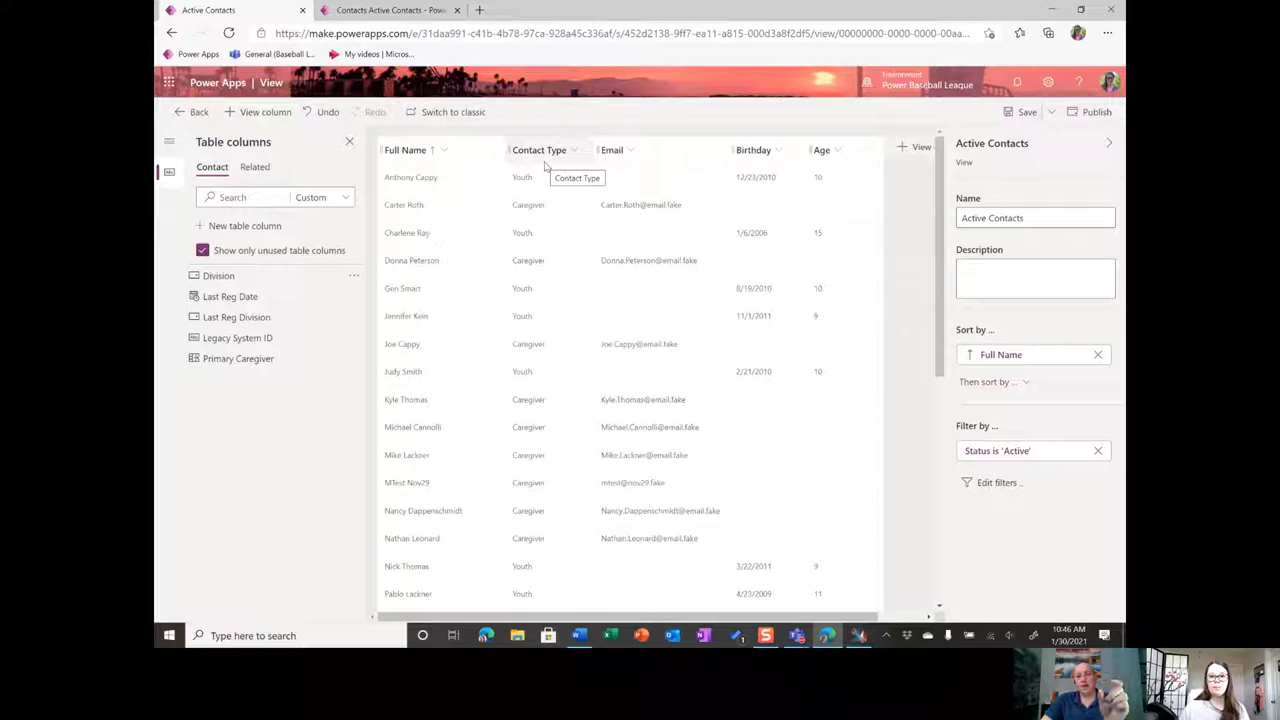 Active Contacts
Contacts Active Contacts - Pow
https://make.powerapps.com/e/31daa991-c41b-4b78-97ca-928a45c336af/s/452d2138-9ff7-ea11-a815-000d3a8f2df5/view/00000000-0000-0000-00aa...
Power Apps
General (Baseball L...
My videos | Micros...
Power Apps | View
Environment
Power Baseball League
Back
View column
Undo
Redo
Switch to classic
Save
Publish
Table columns
Contact
Related
Search
Custom
New table column
Show only unused table columns
Division
Last Reg Date
Last Reg Division
Legacy System ID
Primary Caregiver
Full Name Contact Type Email Birthday Age
View
Contact Type
Anthony Cappy Youth 12/23/2010 10
Carter Roth Caregiver Carter.Roth@email.fake
Charlene Ray Youth 1/6/2006 15
Donna Peterson Caregiver Donna.Peterson@email.fake
Gen Smart Youth 8/19/2010 10
Jennifer Kein Youth 11/1/2011 9
Joe Cappy Caregiver Joe.Cappy@email.fake
Judy Smith Youth 2/21/2010 10
Kyle Thomas Caregiver Kyle.Thomas@email.fake
Michael Cannolli Caregiver Michael.Cannolli@email.fake
Mike Lackner Caregiver Mike.Lackner@email.fake
MTest Nov29 Caregiver mtest@nov29.fake
Nancy Dappenschmidt Caregiver Nancy.Dappenschmidt@email.fake
Nathan Leonard Caregiver Nathan.Leonard@email.fake
Nick Thomas Youth 3/22/2011 9
Pablo Lackner Youth 4/23/2009 11
Active Contacts
View
Name
Active Contacts
Description
Sort by ...
Full Name
Then sort by ...
Filter by ...
Status is 'Active'
Edit filters ...
Type here to search
10:46 AM
1/30/2021